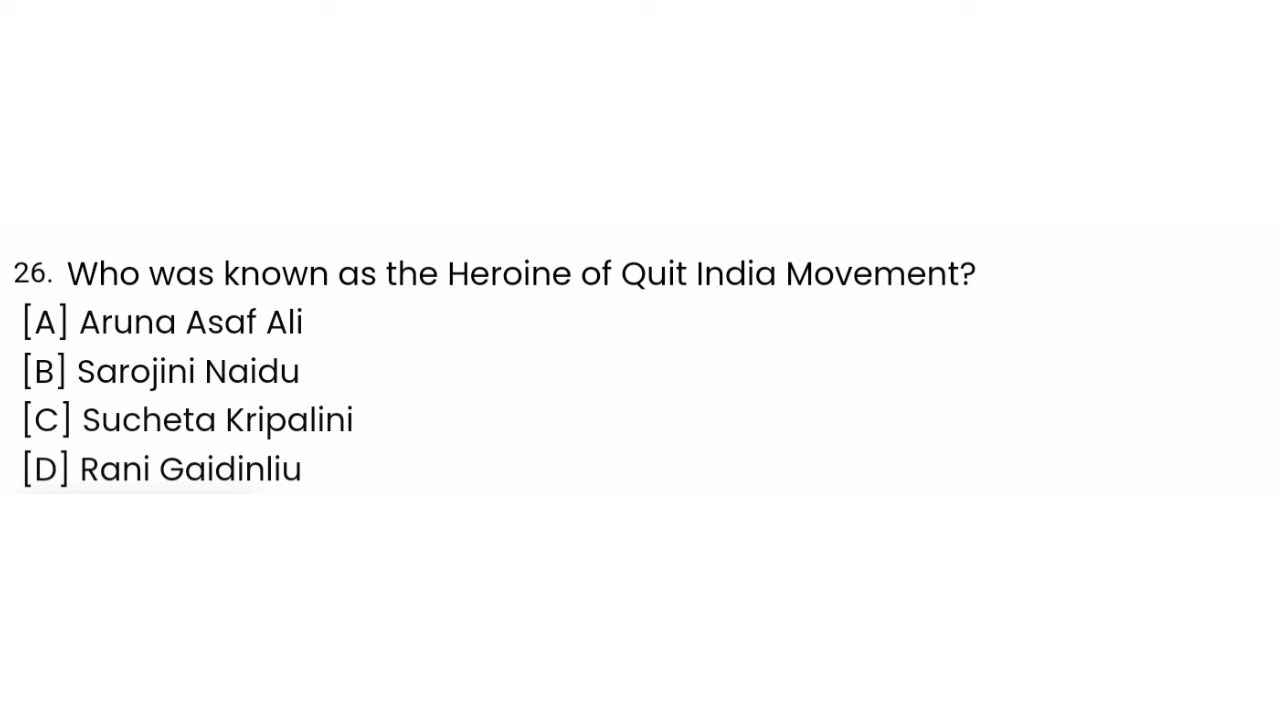 26. Who was known as the Heroine of Quit India Movement?
[A] Aruna Asaf Ali
[B] Sarojini Naidu
[C] Sucheta Kripalini
[D] Rani Gaidinliu